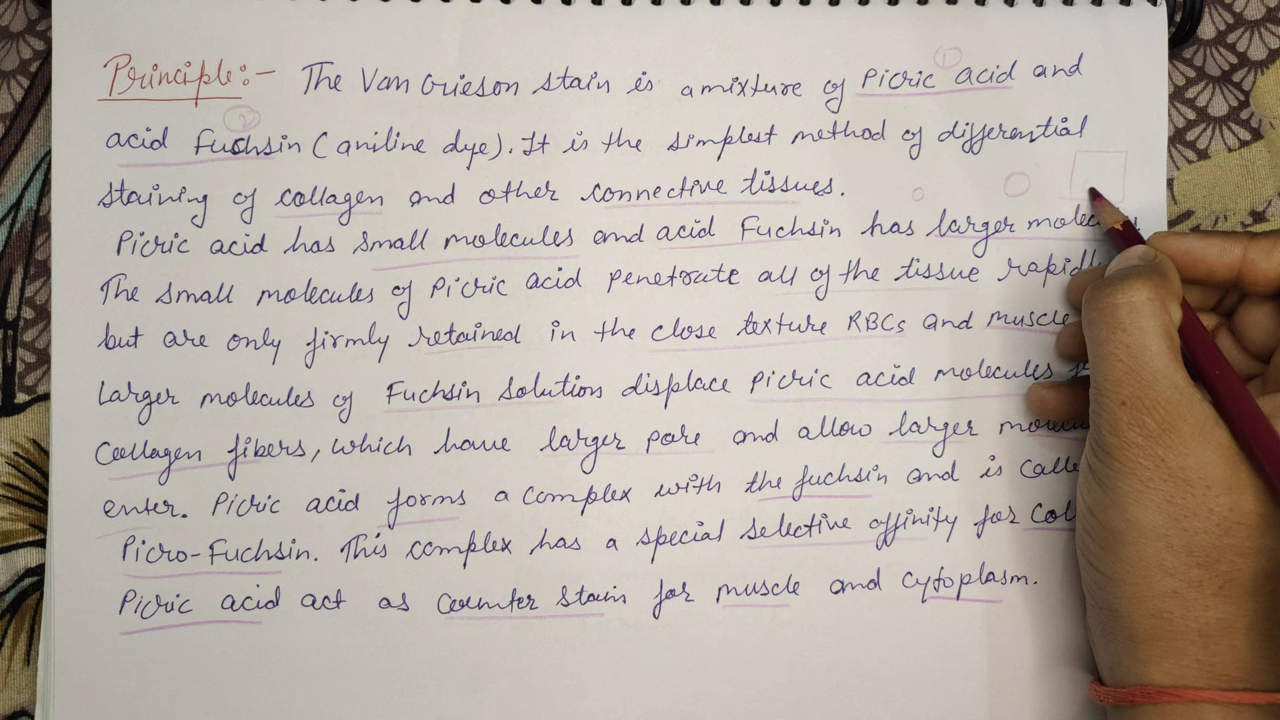 Principle:- The Van Grieson stain is a mixture of Picric acid and
acid Fuchsin (aniline dye). It is the simplest method of differential
staining of collagen and other connective tissues.
Picric acid has small molecules and acid Fuchsin has larger
The small molecules of Picric acid penetrate all of the tissue
but are only firmly retained in the close texture RBCs and muscle
Larger molecules of Fuchsin solution displace Picric acid molecules
Collagen fibers, which have larger pore and allow larger
enter. Picric acid forms a complex with the fuchsin and is
Picro-Fuchsin. This complex has a special selective affinity for
Picric acid act as counter stain for muscle and cytoplasm.